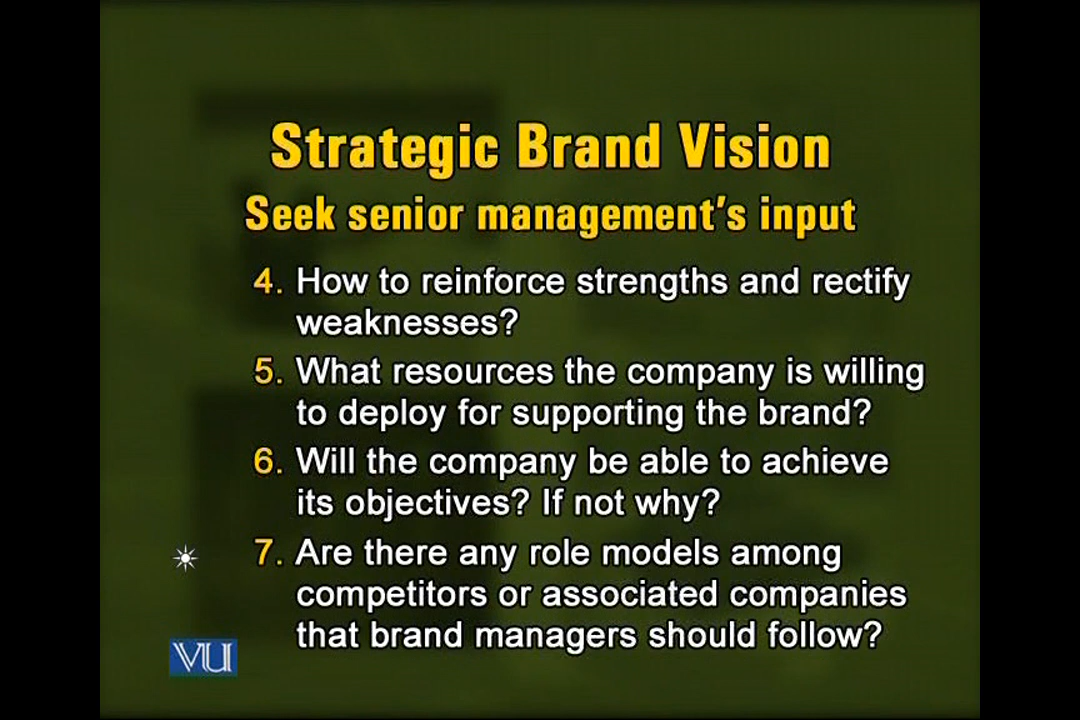 Strategic Brand Vision
Seek senior management's input
4. How to reinforce strengths and rectify
weaknesses?
5. What resources the company is willing
to deploy for supporting the brand?
6. Will the company be able to achieve
its objectives? If not why?
7. Are there any role models among
competitors or associated companies
that brand managers should follow?
VU